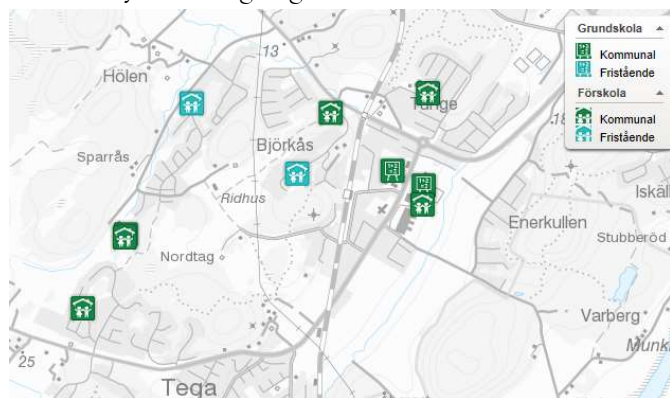 13
Hölen
Grundskola
Kommunal
Fristående
Förskola
Kommunal
Fristående
Björkås
Sparrås
Ridhus
Enerkullen
Stubberöd
Nordtag
Varberg
25
Tega